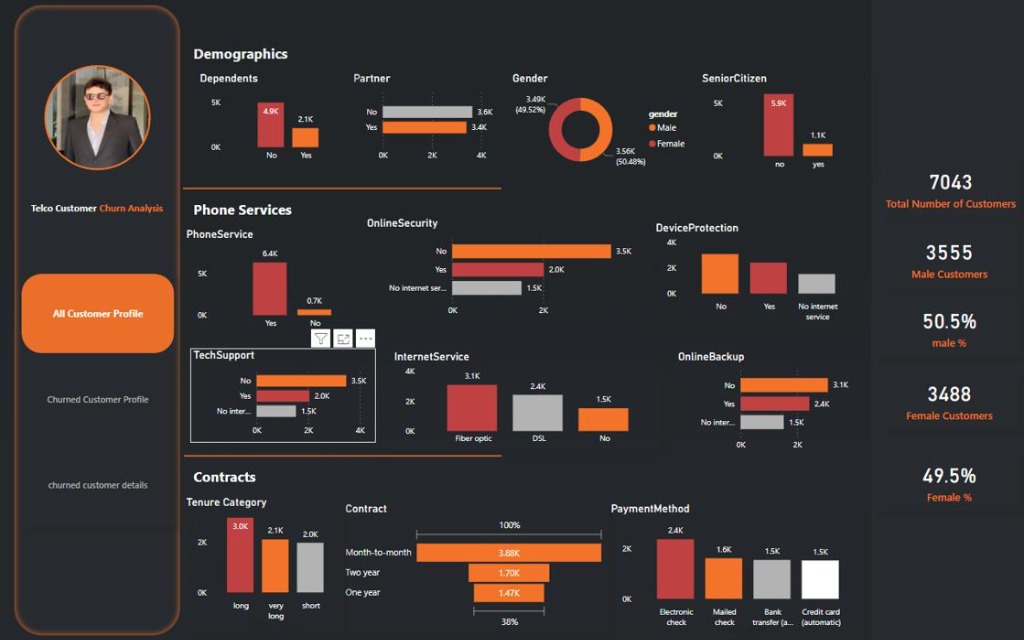 Telco Customer Churn Analysis
All Customer Profile
Churned Customer Profile
churned customer details
Demographics
Dependents
5K
0K
4.9K
2.1K
No
Yes
Partner
No
3.6K
Yes
3.4K
0K 2K 4K
Gender
3.49K
(49.52%)
3.56K
(50.48%)
gender
Male
Female
SeniorCitizen
5K
0K
5.9K
1.1K
no
yes
Phone Services
PhoneService
5K
0K
6.4K
0.7K
Yes
No
OnlineSecurity
No
3.5K
Yes
2.0K
No internet ser...
1.5K
0K 2K
DeviceProtection
4K
2K
0K
No
Yes
No internet
service
TechSupport
No
3.5K
Yes
2.0K
No inter...
1.5K
0K 2K 4K
InternetService
4K
2K
0K
3.1K
2.4K
1.5K
Fiber optic
DSL
No
OnlineBackup
No
3.1K
Yes
2.4K
No inter...
1.5K
0K 2K
Contracts
Tenure Category
2K
0K
3.0K
2.1K
2.0K
long
very
long
short
Contract
100%
Month-to-month
3.88K
Two year
1.70K
One year
1.47K
38%
PaymentMethod
2K
0K
2.4K
1.6K
1.5K
1.5K
Electronic
check
Mailed
check
Bank
transfer (a...
Credit card
(automatic)
7043
Total Number of Customers
3555
Male Customers
50.5%
male %
3488
Female Customers
49.5%
Female %